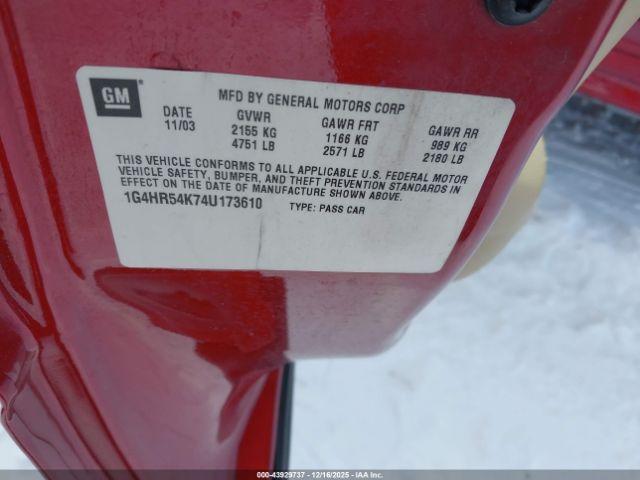 GM
MFD BY GENERAL MOTORS CORP
DATE GVWR GAWR FRT GAWR RR
11/03 2155 KG 1166 KG 989 KG
4751 LB 2571 LB 2180 LB
THIS VEHICLE CONFORMS TO ALL APPLICABLE U.S. FEDERAL MOTOR
VEHICLE SAFETY, BUMPER, AND THEFT PREVENTION STANDARDS IN
EFFECT ON THE DATE OF MANUFACTURE SHOWN ABOVE.
1G4HR54K74U173610 TYPE: PASS CAR
000-43929737 - 12/16/2025 - IAAI.com